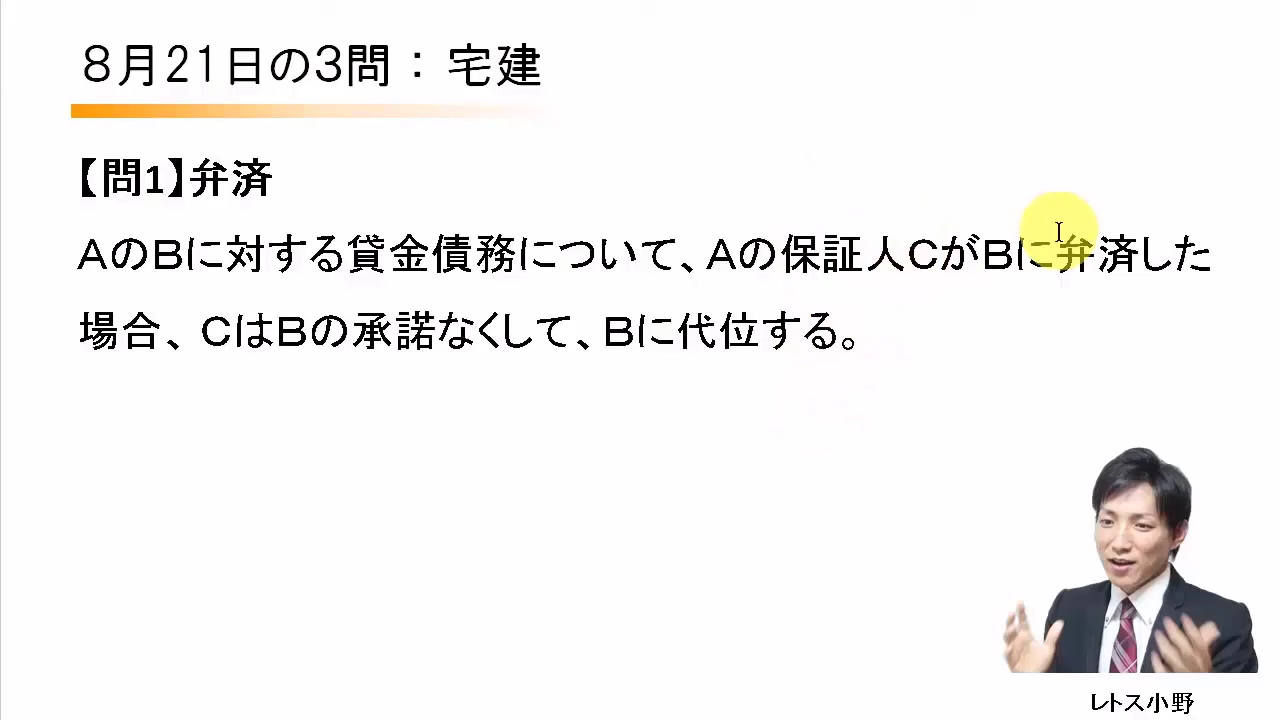 ８月２１日の３問：宅建
【問1】弁済
ＡのＢに対する貸金債務について、Ａの保証人ＣがＢに弁済した
場合、ＣはＢの承諾なくして、Ｂに代位する。
レトス小野